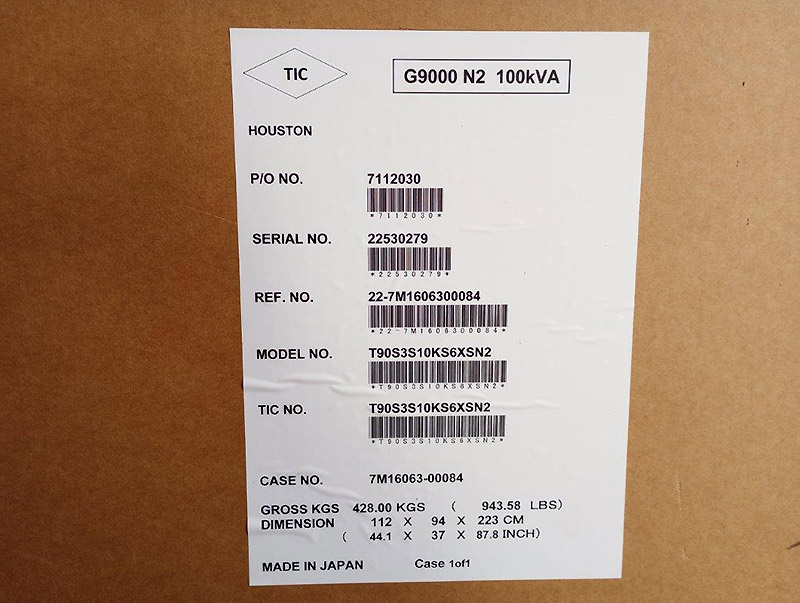 TIC
G9000 N2 100kVA
HOUSTON
P/O NO. 7112030
*7112030*
SERIAL NO. 22530279
*22530279*
REF. NO. 22-7M1606300084
*22-7M1606300084*
MODEL NO. T90S3S10KS6XSN2
*T90S3S10KS6XSN2*
TIC NO. T90S3S10KS6XSN2
*T90S3S10KS6XSN2*
CASE NO. 7M16063-00084
GROSS KGS 428.00 KGS ( 943.58 LBS)
DIMENSION 112 X 94 X 223 CM
( 44.1 X 37 X 87.8 INCH)
MADE IN JAPAN Case 1of1